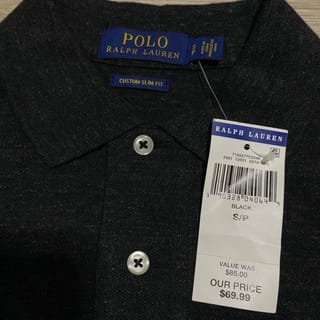 POLO
RALPH LAUREN
CUSTOM SLIM FIT
RALPH LAUREN
BLACK
S/P
VALUE WAS
$85.00
OUR PRICE
$69.99